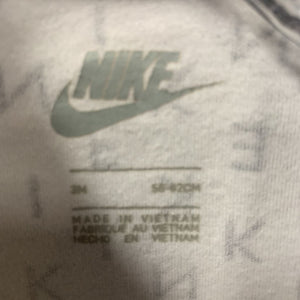 NIKE
3M 56-62CM
MADE IN VIETNAM
FABRIQUÉ AU VIETNAM
HECHO EN VIETNAM